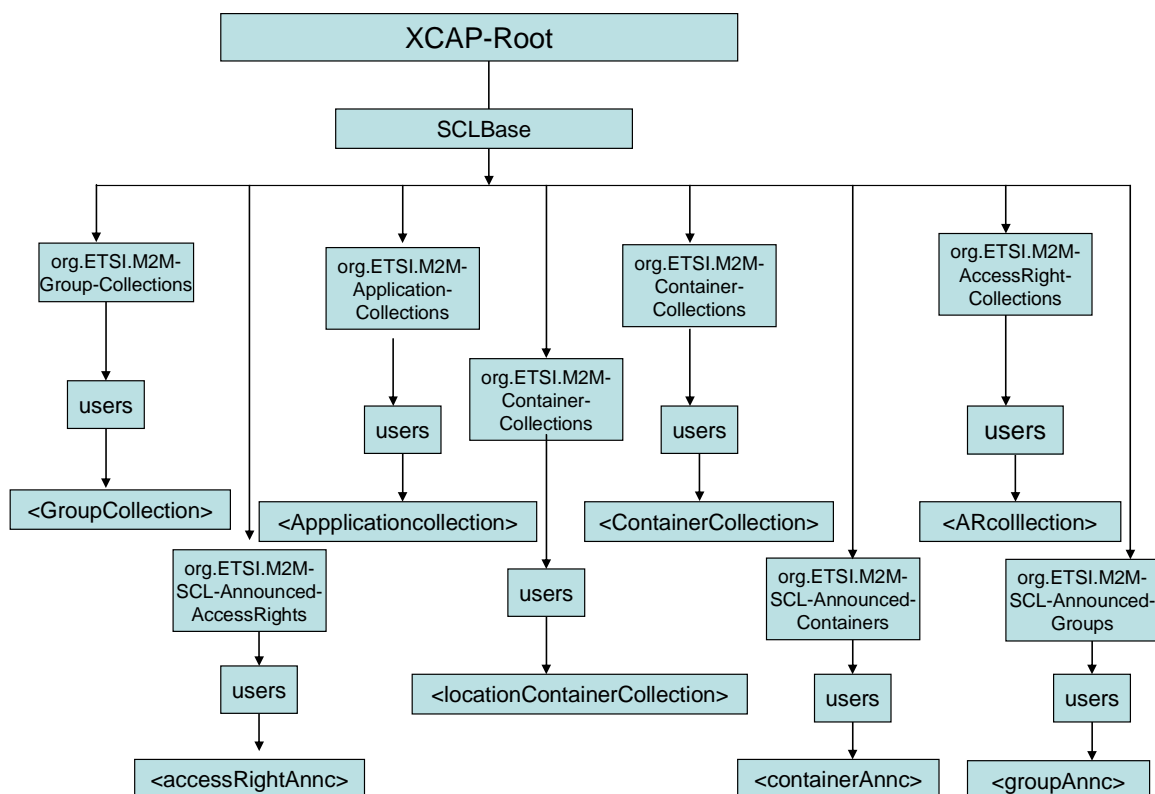 XCAP-Root
SCLBase
org.ETSI.M2M-
Group-Collections
users
<GroupCollection>
org.ETSI.M2M-
SCL-Announced-
AccessRights
users
<accessRightAnnc>
org.ETSI.M2M-
Application-
Collections
users
<Appplicationcollection>
org.ETSI.M2M-
Container-
Collections
users
<locationContainerCollection>
org.ETSI.M2M-
Container-
Collections
users
<ContainerCollection>
org.ETSI.M2M-
SCL-Announced-
Containers
users
<containerAnnc>
org.ETSI.M2M-
AccessRight-
Collections
users
<ARcolllection>
org.ETSI.M2M-
SCL-Announced-
Groups
users
<groupAnnc>